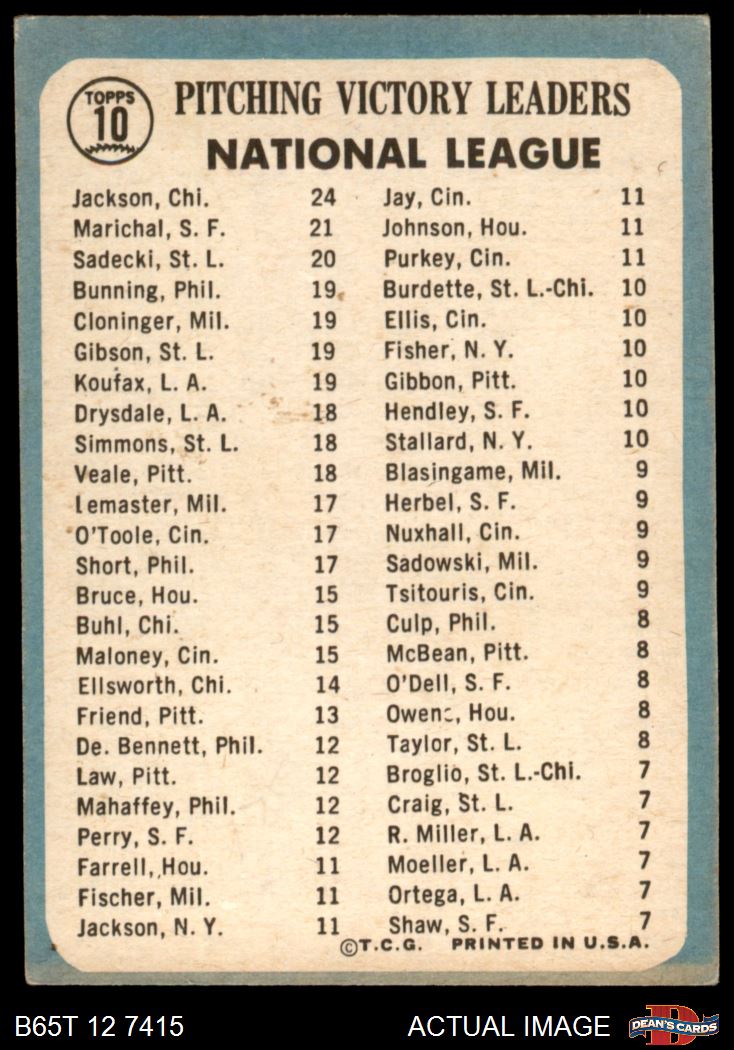 TOPPS
10
PITCHING VICTORY LEADERS
NATIONAL LEAGUE
Jackson, Chi. 24
Marichal, S. F. 21
Sadecki, St. L. 20
Bunning, Phil. 19
Cloninger, Mil. 19
Gibson, St. L. 19
Koufax, L. A. 19
Drysdale, L. A. 18
Simmons, St. L. 18
Veale, Pitt. 18
Lemaster, Mil. 17
O'Toole, Cin. 17
Short, Phil. 17
Bruce, Hou. 15
Buhl, Chi. 15
Maloney, Cin. 15
Ellsworth, Chi. 14
Friend, Pitt. 13
De. Bennett, Phil. 12
Law, Pitt. 12
Mahaffey, Phil. 12
Perry, S. F. 12
Farrell, Hou. 11
Fischer, Mil. 11
Jackson, N. Y. 11
Jay, Cin. 11
Johnson, Hou. 11
Purkey, Cin. 11
Burdette, St. L.-Chi. 10
Ellis, Cin. 10
Fisher, N. Y. 10
Gibbon, Pitt. 10
Hendley, S. F. 10
Stallard, N. Y. 10
Blasingame, Mil. 9
Herbel, S. F. 9
Nuxhall, Cin. 9
Sadowski, Mil. 9
Tsitouris, Cin. 9
Culp, Phil. 8
McBean, Pitt. 8
O'Dell, S. F. 8
Owens, Hou. 8
Taylor, St. L. 8
Broglio, St. L.-Chi. 7
Craig, St. L. 7
R. Miller, L. A. 7
Moeller, L. A. 7
Ortega, L. A. 7
Shaw, S. F. 7
©T.C.G. PRINTED IN U.S.A.
B65T 12 7415
ACTUAL IMAGE
DEAN'S CARDS